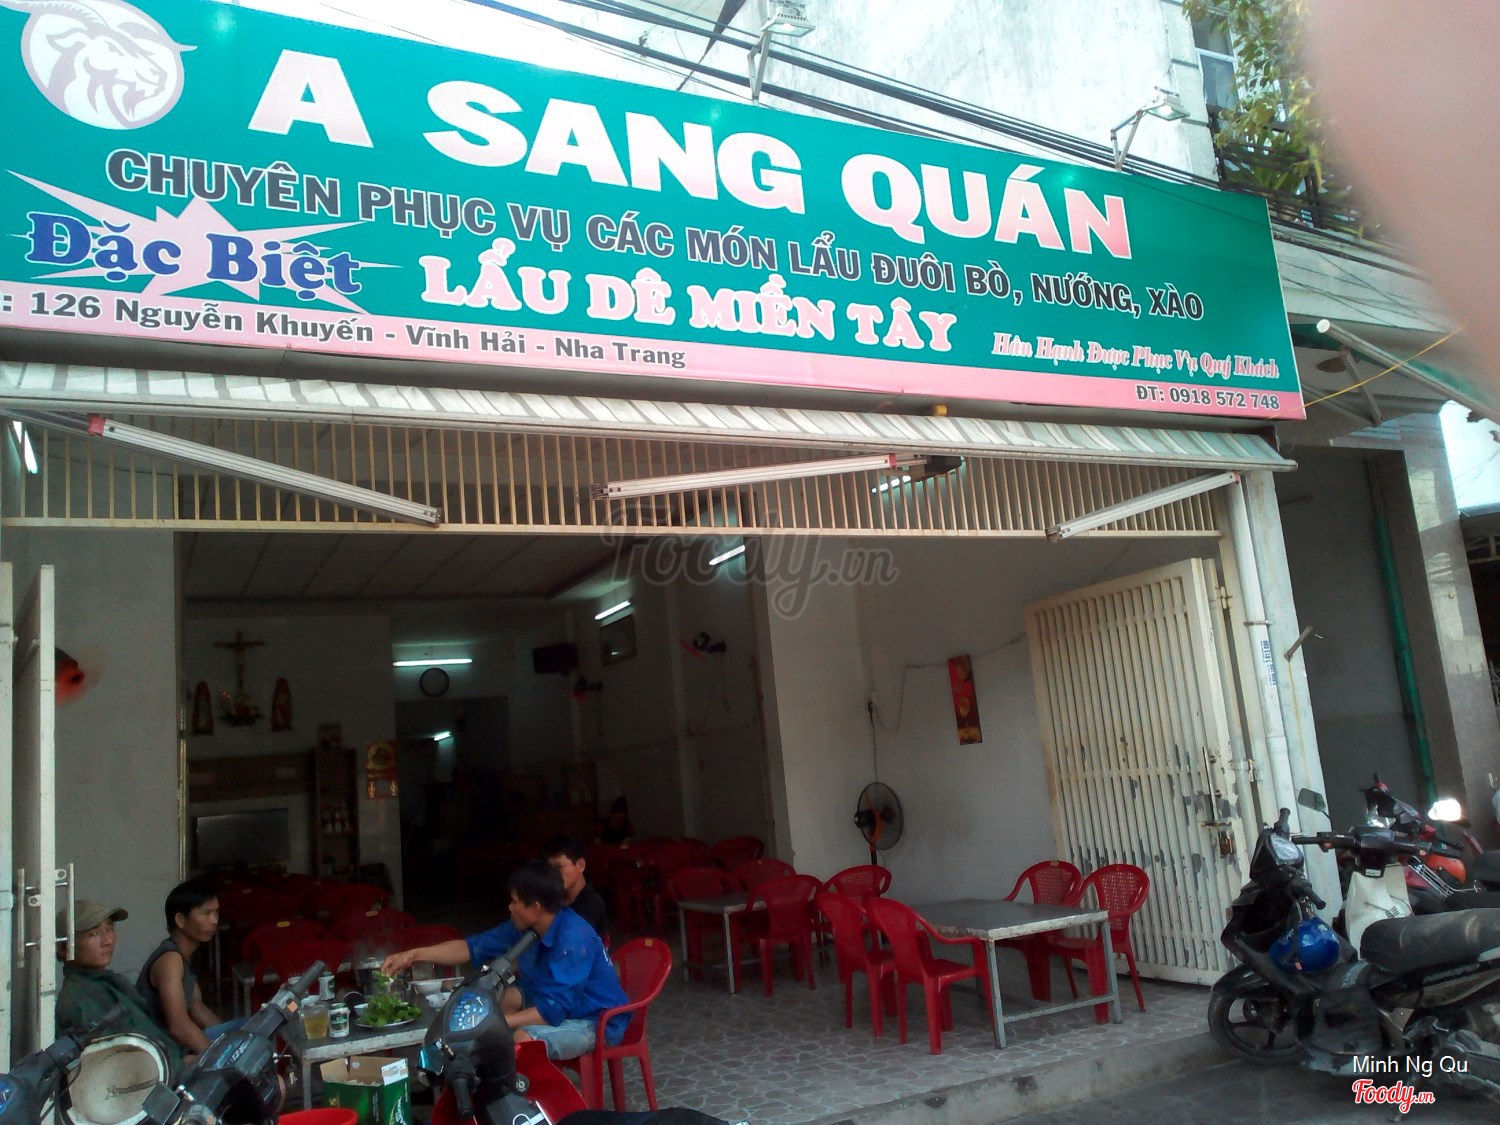 A SANG QUÁN
CHUYÊN PHỤC VỤ CÁC MÓN LẨU ĐUÔI BÒ, NƯỚNG, XÀO
Đặc Biệt
LẨU DÊ MIỀN TÂY
Hân Hạnh Được Phục Vụ Quý Khách
: 126 Nguyễn Khuyến - Vĩnh Hải - Nha Trang
ĐT: 0918 572 748
Foody.vn
Minh Ng Qu
Foody.vn